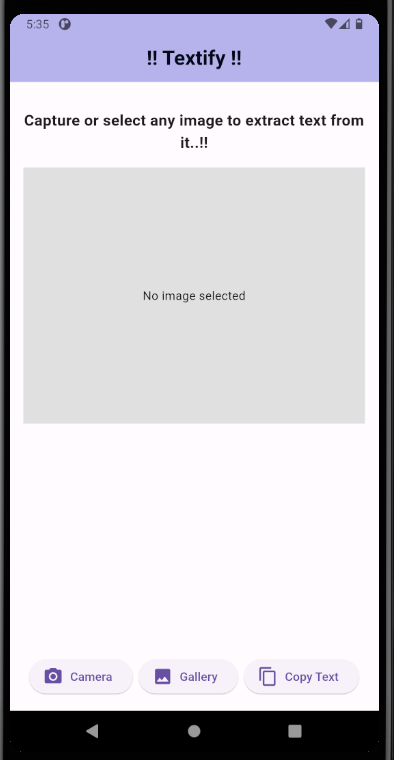 5:35
!! Textify !!
Capture or select any image to extract text from
it..!!
No image selected
Camera
Gallery
Copy Text